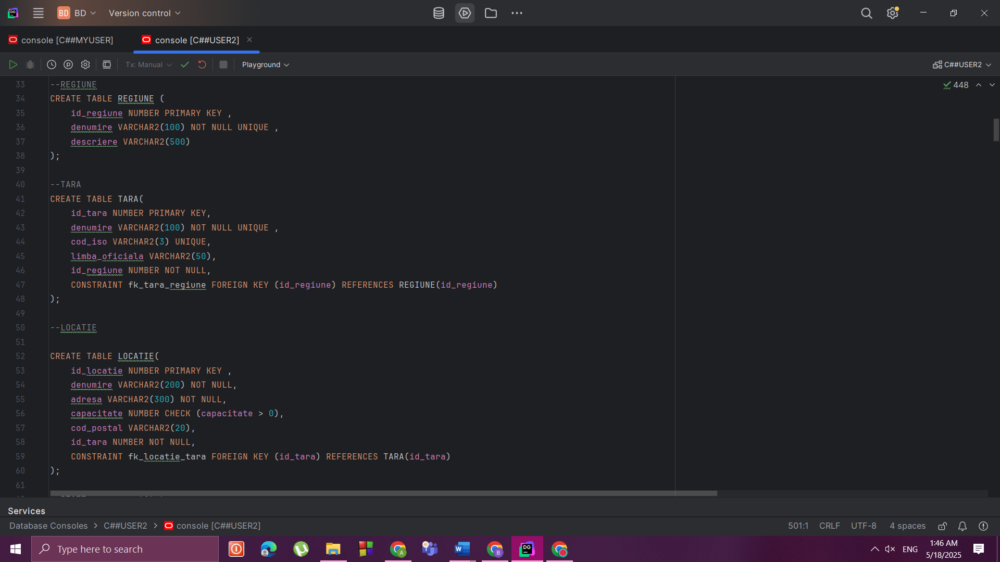 BD BD Version control
console [C##MYUSER] console [C##USER2]
Tx: Manual Playground C##USER2
448
33 --REGIUNE
34 CREATE TABLE REGIUNE (
35 id_regiune NUMBER PRIMARY KEY ,
36 denumire VARCHAR2(100) NOT NULL UNIQUE ,
37 descriere VARCHAR2(500)
38 );
39
40 --TARA
41 CREATE TABLE TARA(
42 id_tara NUMBER PRIMARY KEY,
43 denumire VARCHAR2(100) NOT NULL UNIQUE ,
44 cod_iso VARCHAR2(3) UNIQUE,
45 limba_oficiala VARCHAR2(50),
46 id_regiune NUMBER NOT NULL,
47 CONSTRAINT fk_tara_regiune FOREIGN KEY (id_regiune) REFERENCES REGIUNE(id_regiune)
48 );
49
50 --LOCATIE
51
52 CREATE TABLE LOCATIE(
53 id_locatie NUMBER PRIMARY KEY ,
54 denumire VARCHAR2(200) NOT NULL,
55 adresa VARCHAR2(300) NOT NULL,
56 capacitate NUMBER CHECK (capacitate > 0),
57 cod_postal VARCHAR2(20),
58 id_tara NUMBER NOT NULL,
59 CONSTRAINT fk_locatie_tara FOREIGN KEY (id_tara) REFERENCES TARA(id_tara)
60 );
61
Services
Database Consoles > C##USER2 > console [C##USER2] 501:1 CRLF UTF-8 4 spaces
Type here to search
ENG
1:46 AM
5/18/2025